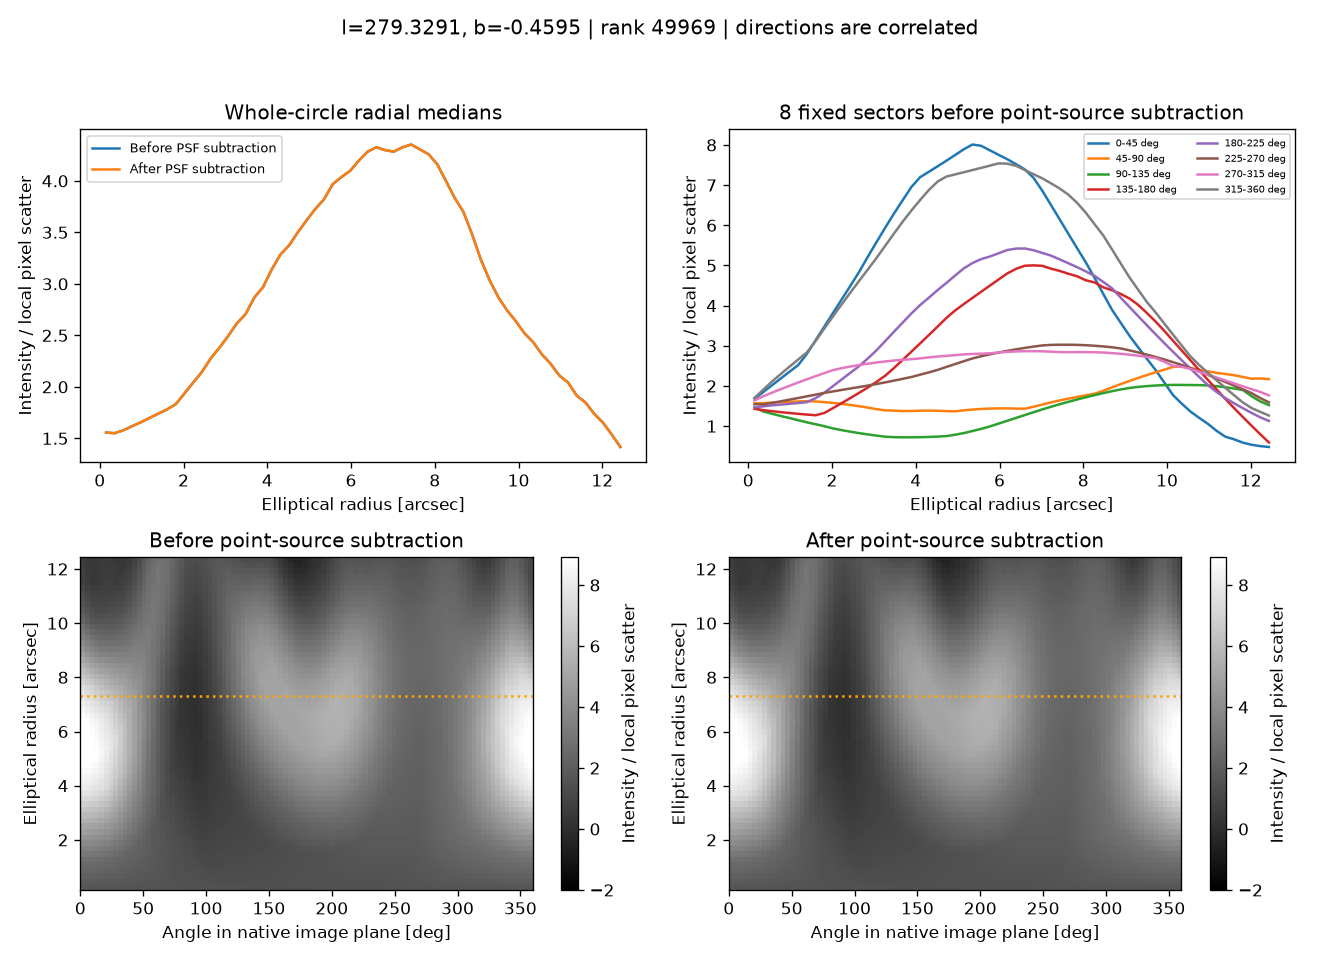 l=279.3291, b=-0.4595 | rank 49969 | directions are correlated
Whole-circle radial medians
Before PSF subtraction
After PSF subtraction
Intensity / local pixel scatter
4.0
3.5
3.0
2.5
2.0
1.5
0 2 4 6 8 10 12
Elliptical radius [arcsec]
8 fixed sectors before point-source subtraction
0-45 deg
45-90 deg
90-135 deg
135-180 deg
180-225 deg
225-270 deg
270-315 deg
315-360 deg
Intensity / local pixel scatter
8
7
6
5
4
3
2
1
0 2 4 6 8 10 12
Elliptical radius [arcsec]
Before point-source subtraction
Elliptical radius [arcsec]
12
10
8
6
4
2
0 50 100 150 200 250 300 350
Angle in native image plane [deg]
8
6
4
2
0
−2
Intensity / local pixel scatter
After point-source subtraction
Elliptical radius [arcsec]
12
10
8
6
4
2
0 50 100 150 200 250 300 350
Angle in native image plane [deg]
8
6
4
2
0
−2
Intensity / local pixel scatter